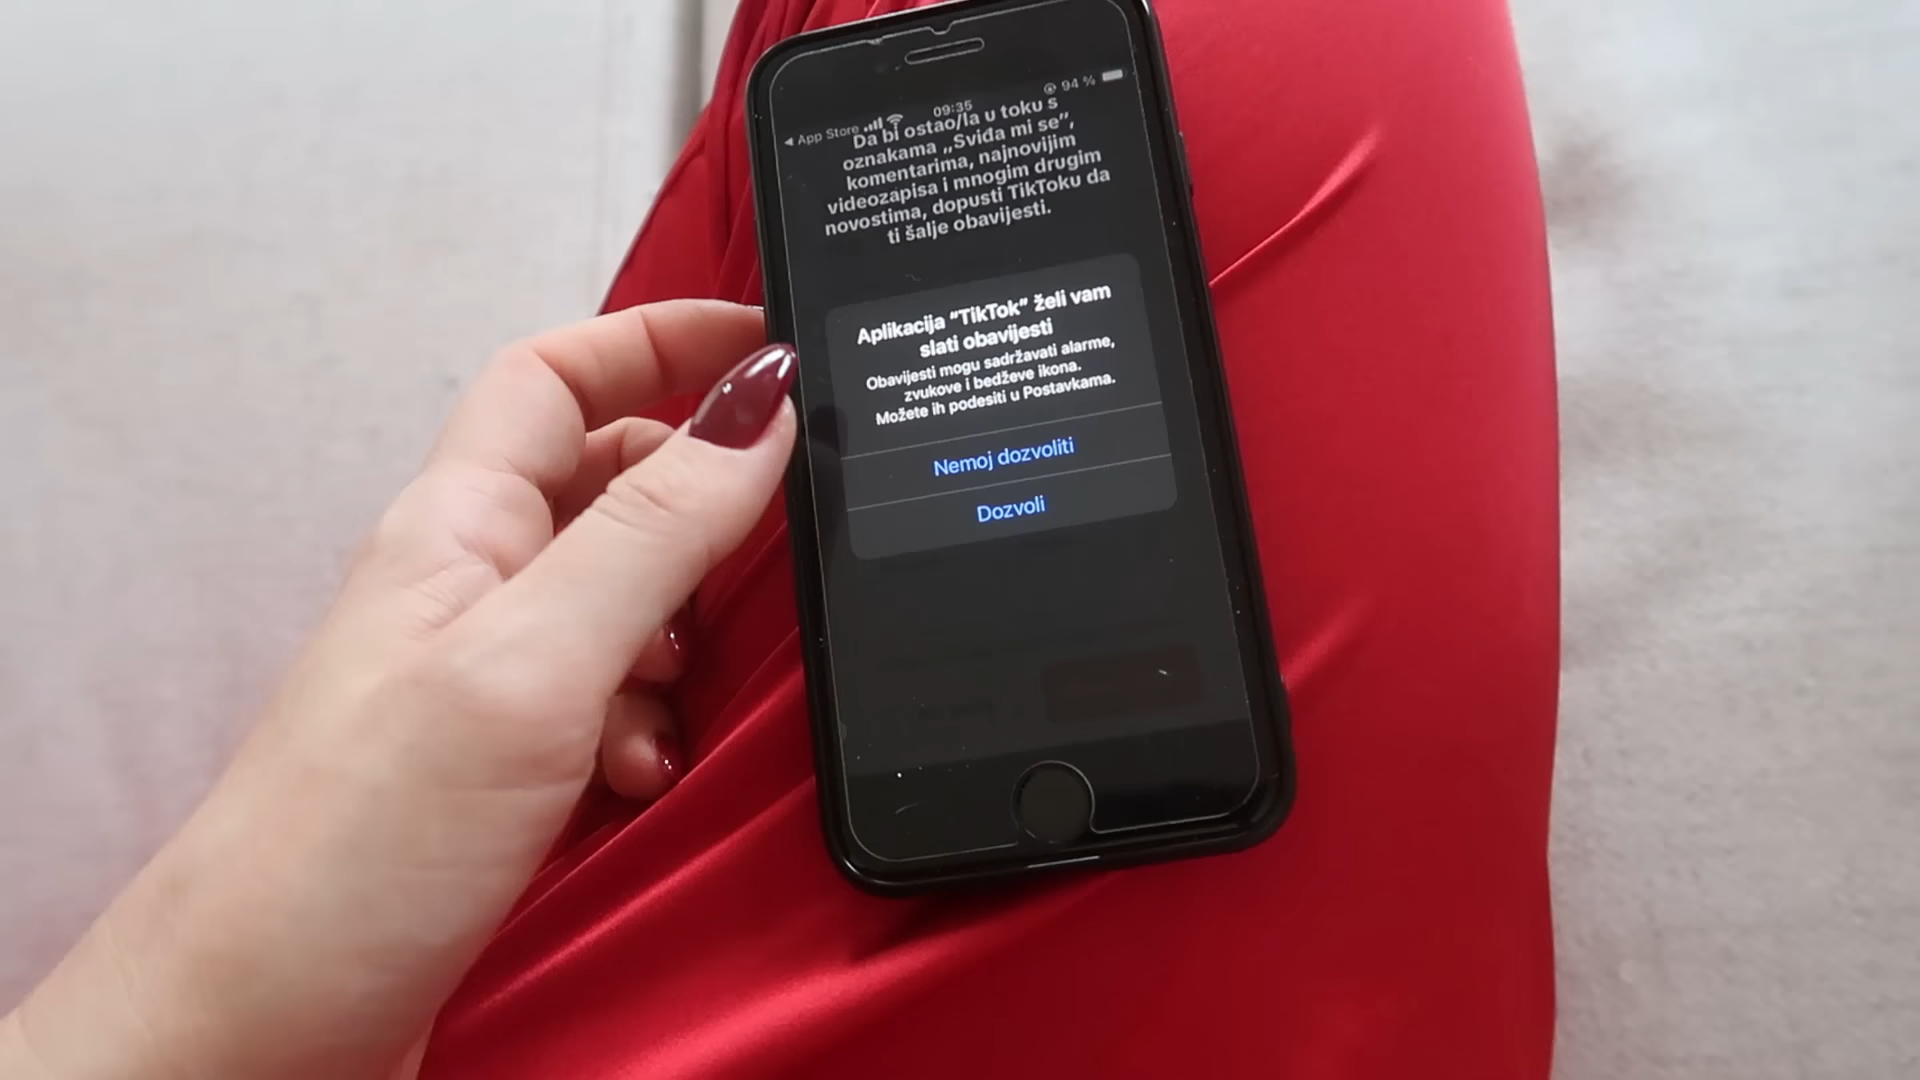 09:35
94 %
◀ App Store
Da bi ostao/la u toku s
oznakama „Sviđa mi se”,
komentarima, najnovijim
videozapisa i mnogim drugim
novostima, dopusti TikToku da
ti šalje obavijesti.
Aplikacija “TikTok” želi vam
slati obavijesti
Obavijesti mogu sadržavati alarme,
zvukove i bedževe ikona.
Možete ih podesiti u Postavkama.
Nemoj dozvoliti
Dozvoli